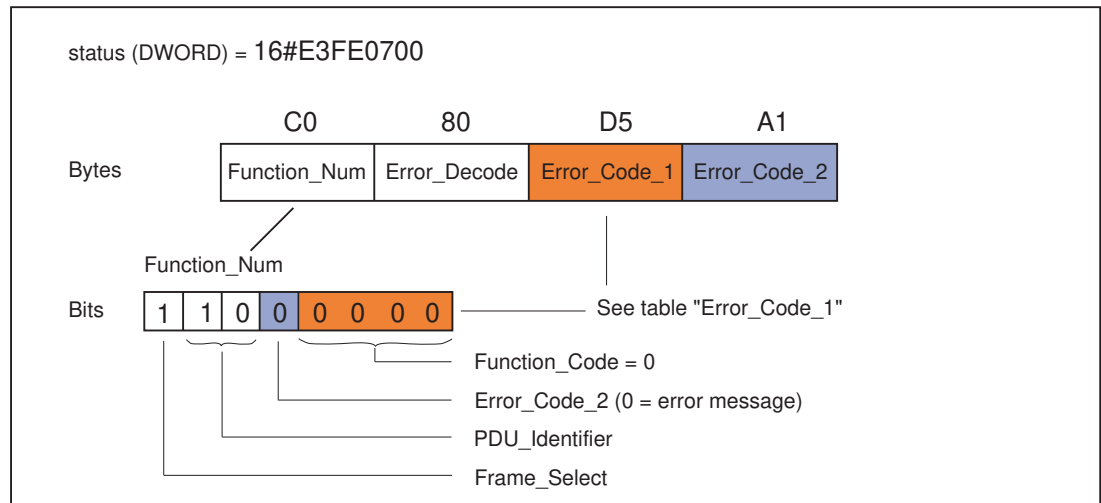 status (DWORD) = 16#E3FE0700
C0 80 D5 A1
Bytes Function_Num Error_Decode Error_Code_1 Error_Code_2
Function_Num
Bits 1 1 0 0 0 0 0 0 See table "Error_Code_1"
Function_Code = 0
Error_Code_2 (0 = error message)
PDU_Identifier
Frame_Select